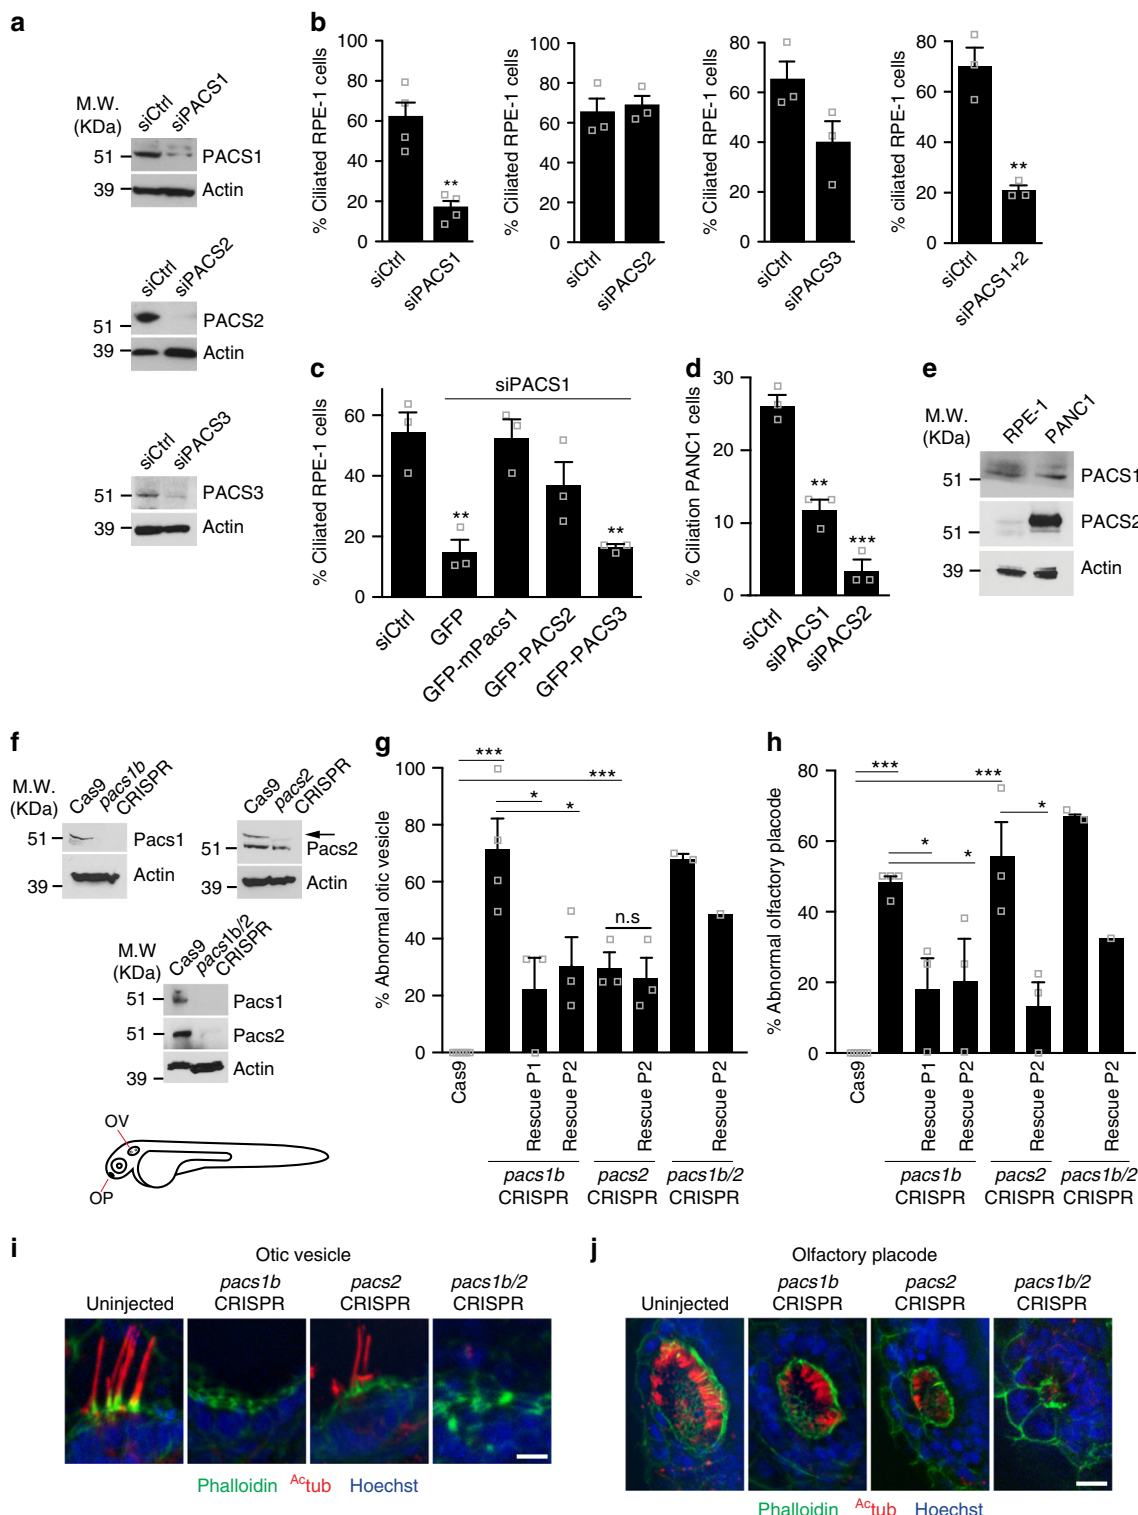 a
M.W.
(KDa)
siCtrl
siPACS1
51
PACS1
39
Actin
siCtrl
siPACS2
51
PACS2
39
Actin
siCtrl
siPACS3
51
PACS3
39
Actin
b
% Ciliated RPE-1 cells
100
80
60
40
20
0
**
siCtrl
siPACS1
% Ciliated RPE-1 cells
100
80
60
40
20
0
siCtrl
siPACS2
% Ciliated RPE-1 cells
80
60
40
20
0
siCtrl
siPACS3
% ciliated RPE-1 cells
80
60
40
20
0
**
siCtrl
siPACS1+2
c
siPACS1
% Ciliated RPE-1 cells
60
40
20
0
**
**
siCtrl
GFP
GFP-mPacs1
GFP-PACS2
GFP-PACS3
d
% Ciliation PANC1 cells
30
20
10
0
**
***
siCtrl
siPACS1
siPACS2
e
M.W.
(KDa)
RPE-1
PANC1
51
PACS1
51
PACS2
39
Actin
f
M.W.
(KDa)
Cas9
pacs1b
CRISPR
51
Pacs1
39
Actin
Cas9
pacs2
CRISPR
51
Pacs2
39
Actin
M.W
(KDa)
Cas9
pacs1b/2
CRISPR
51
Pacs1
51
Pacs2
39
Actin
OV
OP
g
% Abnormal otic vesicle
100
80
60
40
20
0
***
***
*
*
n.s
Cas9
Rescue P1
Rescue P2
Rescue P2
Rescue P2
pacs1b
CRISPR
pacs2
CRISPR
pacs1b/2
CRISPR
h
% Abnormal olfactory placode
80
60
40
20
0
***
***
*
*
*
Cas9
Rescue P1
Rescue P2
Rescue P2
Rescue P2
pacs1b
CRISPR
pacs2
CRISPR
pacs1b/2
CRISPR
i
Otic vesicle
Uninjected
pacs1b
CRISPR
pacs2
CRISPR
pacs1b/2
CRISPR
Phalloidin Actub Hoechst
j
Olfactory placode
Uninjected
pacs1b
CRISPR
pacs2
CRISPR
pacs1b/2
CRISPR
Phalloidin Actub Hoechst